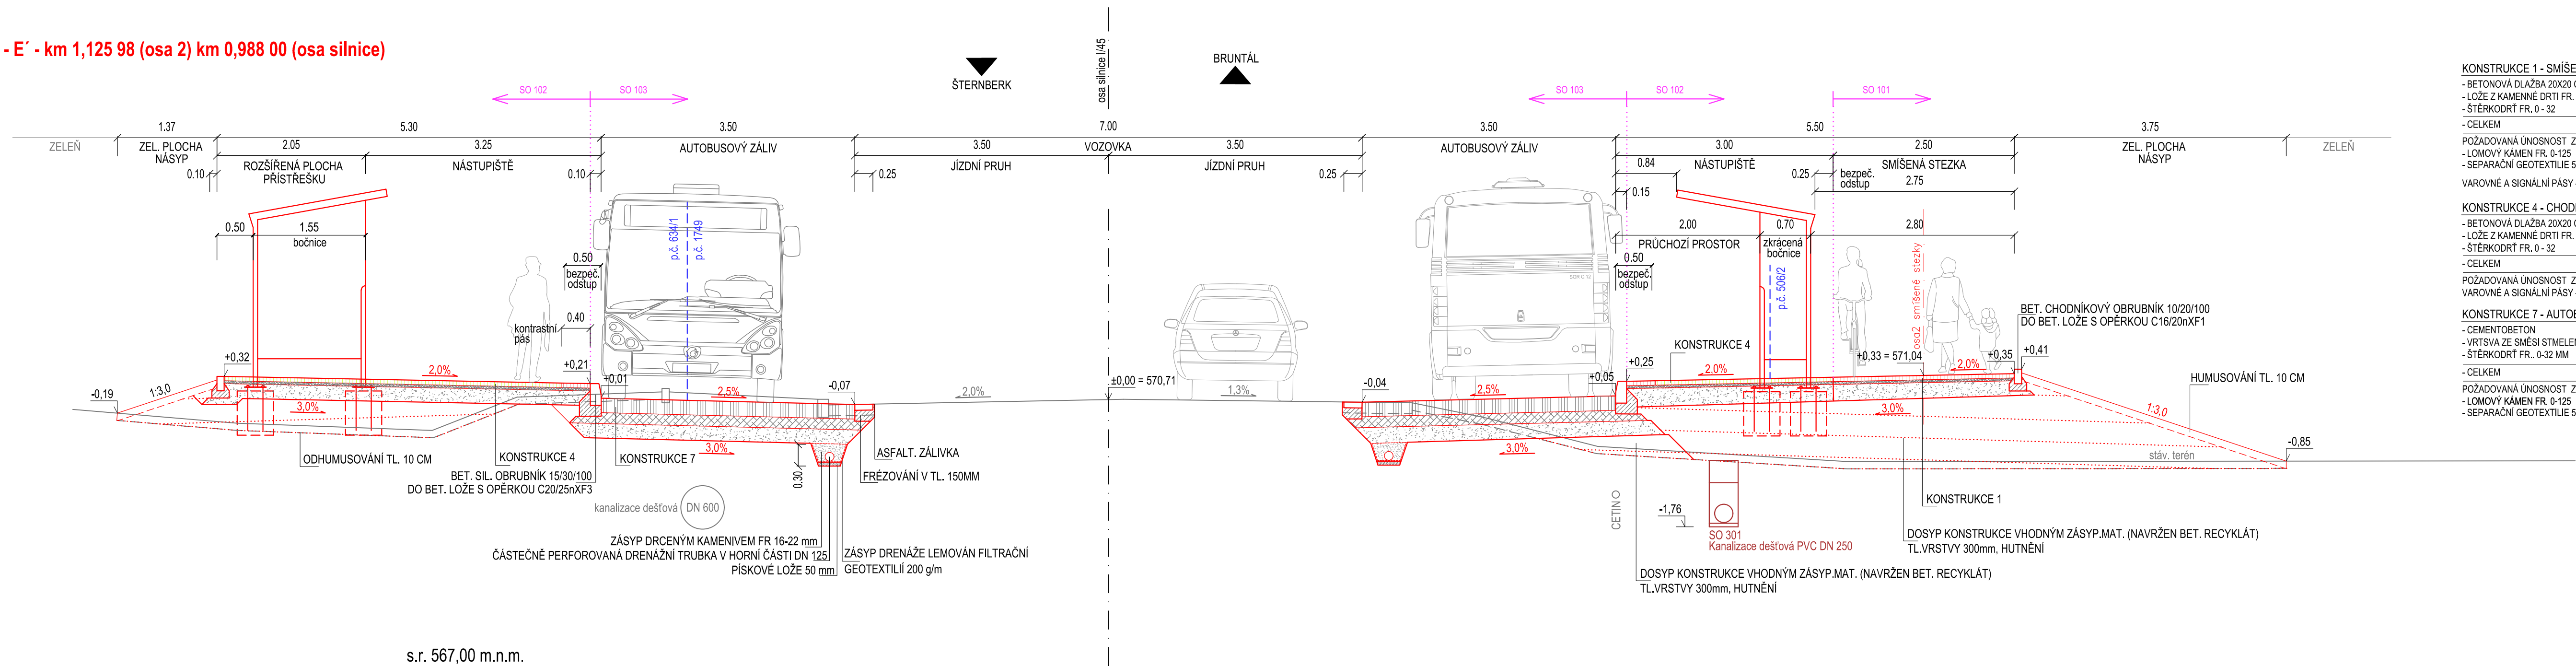 - E´ - km 1,125 98 (osa 2) km 0,988 00 (osa silnice)
osa silnice I/45
ŠTERNBERK
BRUNTÁL
SO 102
SO 103
SO 103
SO 102
SO 101
1.37
5.30
3.50
7.00
3.50
5.50
3.75
ZELEŇ
ZEL. PLOCHA
NÁSYP
2.05
3.25
AUTOBUSOVÝ ZÁLIV
3.50
VOZOVKA
3.50
AUTOBUSOVÝ ZÁLIV
3.00
2.50
ZEL. PLOCHA
NÁSYP
ZELEŇ
ROZŠÍŘENÁ PLOCHA
PŘÍSTŘEŠKU
NÁSTUPIŠTĚ
JÍZDNÍ PRUH
JÍZDNÍ PRUH
0.84
NÁSTUPIŠTĚ
SMÍŠENÁ STEZKA
0.10
0.10
0.25
0.25
0.15
0.25
bezpeč.
odstup
2.75
0.50
1.55
bočnice
p.č. 634/1
p.č. 1749
2.00
PRŮCHOZÍ PROSTOR
0.70
zkrácená
bočnice
2.80
0.50
bezpeč.
odstup
0.50
bezpeč.
odstup
p.č. 506/2
osa2 smíšené stezky
SOR C 12
0.40
kontrastní
pás
BET. CHODNÍKOVÝ OBRUBNÍK 10/20/100
DO BET. LOŽE S OPĚRKOU C16/20nXF1
KONSTRUKCE 4
+0,32
2,0%
+0,21
+0,01
2,5%
-0,07
2,0%
±0,00 = 570,71
1,3%
-0,04
2,5%
+0,05
+0,25
2,0%
+0,33 = 571,04
2,0%
+0,35
+0,41
HUMUSOVÁNÍ TL. 10 CM
-0,19
1:3,0
3,0%
3,0%
3,0%
3,0%
1:3,0
-0,85
stáv. terén
ODHUMUSOVÁNÍ TL. 10 CM
KONSTRUKCE 4
KONSTRUKCE 7
BET. SIL. OBRUBNÍK 15/30/100
DO BET. LOŽE S OPĚRKOU C20/25nXF3
0.30
ASFALT. ZÁLIVKA
FRÉZOVÁNÍ V TL. 150MM
kanalizace dešťová
DN 600
ZÁSYP DRCENÝM KAMENIVEM FR 16-22 mm
ČÁSTEČNĚ PERFOROVANÁ DRENÁŽNÍ TRUBKA V HORNÍ ČÁSTI DN 125
PÍSKOVÉ LOŽE 50 mm
ZÁSYP DRENÁŽE LEMOVÁN FILTRAČNÍ
GEOTEXTILIÍ 200 g/m
CETIN
-1,76
SO 301
Kanalizace dešťová PVC DN 250
KONSTRUKCE 1
DOSYP KONSTRUKCE VHODNÝM ZÁSYP.MAT. (NAVRŽEN BET. RECYKLÁT)
TL.VRSTVY 300mm, HUTNĚNÍ
DOSYP KONSTRUKCE VHODNÝM ZÁSYP.MAT. (NAVRŽEN BET. RECYKLÁT)
TL.VRSTVY 300mm, HUTNĚNÍ
s.r. 567,00 m.n.m.
KONSTRUKCE 1 - SMÍŠE
- BETONOVÁ DLAŽBA 20X20
- LOŽE Z KAMENNÉ DRTI FR.
- ŠTĚRKODRŤ FR. 0 - 32
- CELKEM
POŽADOVANÁ ÚNOSNOST Z
- LOMOVÝ KÁMEN FR. 0-125
- SEPARAČNÍ GEOTEXTILIE 5
VAROVNÉ A SIGNÁLNÍ PÁSY
KONSTRUKCE 4 - CHODN
- BETONOVÁ DLAŽBA 20X20
- LOŽE Z KAMENNÉ DRTI FR.
- ŠTĚRKODRŤ FR. 0 - 32
- CELKEM
POŽADOVANÁ ÚNOSNOST Z
VAROVNÉ A SIGNÁLNÍ PÁSY
KONSTRUKCE 7 - AUTOB
- CEMENTOBETON
- VRTSVA ZE SMĚSI STMELEN
- ŠTĚRKODRŤ FR.. 0-32 MM
- CELKEM
POŽADOVANÁ ÚNOSNOST Z
- LOMOVÝ KÁMEN FR. 0-125
- SEPARAČNÍ GEOTEXTILIE 5